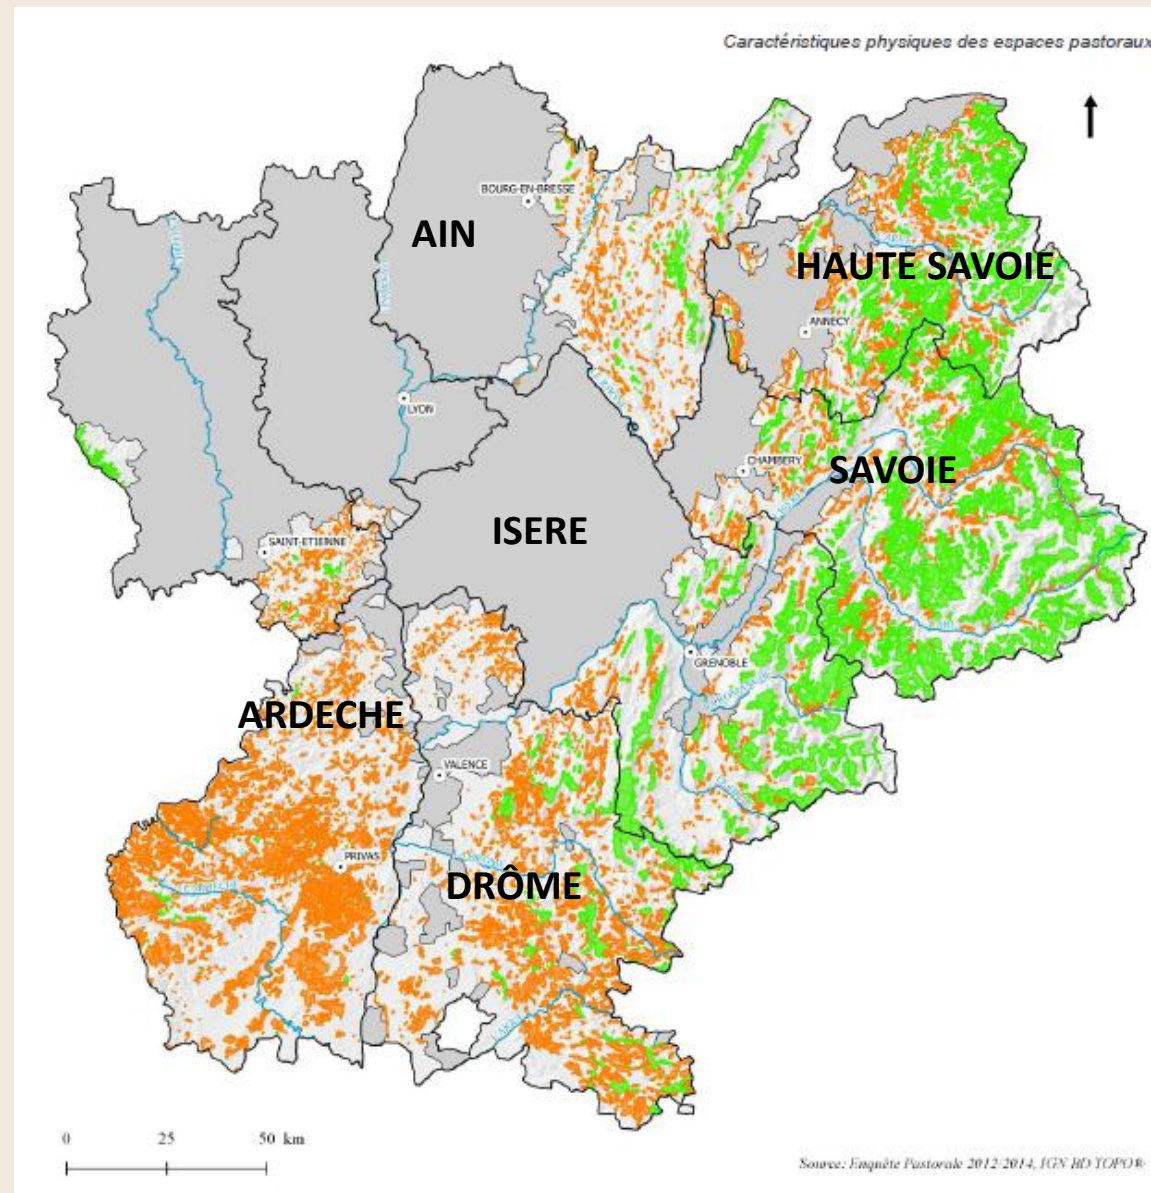 Caractéristiques physiques des espaces pastoraux
BOURG-EN-BRESSE
AIN
HAUTE SAVOIE
ANNECY
LYON
CHAMBERY
SAVOIE
ISERE
SAINT-ETIENNE
GRENOBLE
ARDECHE
VALENCE
PRIVAS
DRÔME
0 25 50 km
Source: Enquête Pastorale 2012/2014, IGN BD TOPO®